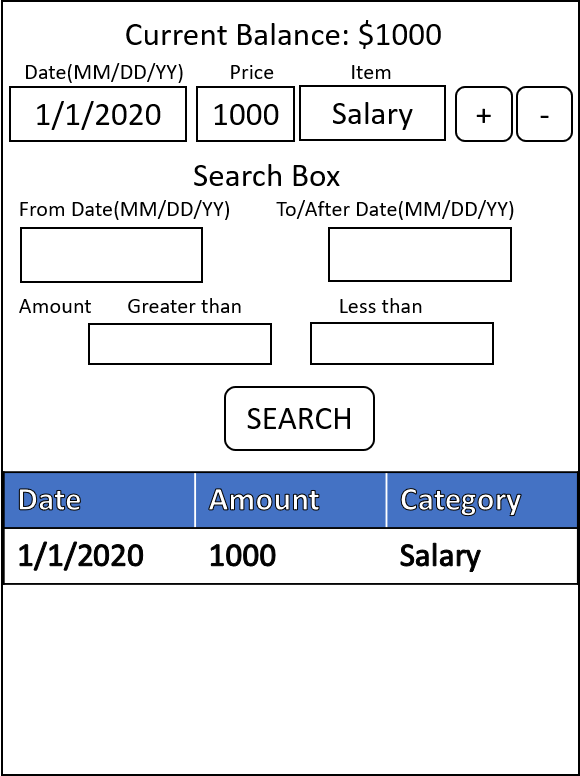 Current Balance: $1000
Date(MM/DD/YY) Price Item
1/1/2020 1000 Salary + -
Search Box
From Date(MM/DD/YY) To/After Date(MM/DD/YY)
Amount Greater than Less than
SEARCH
Date Amount Category
1/1/2020 1000 Salary